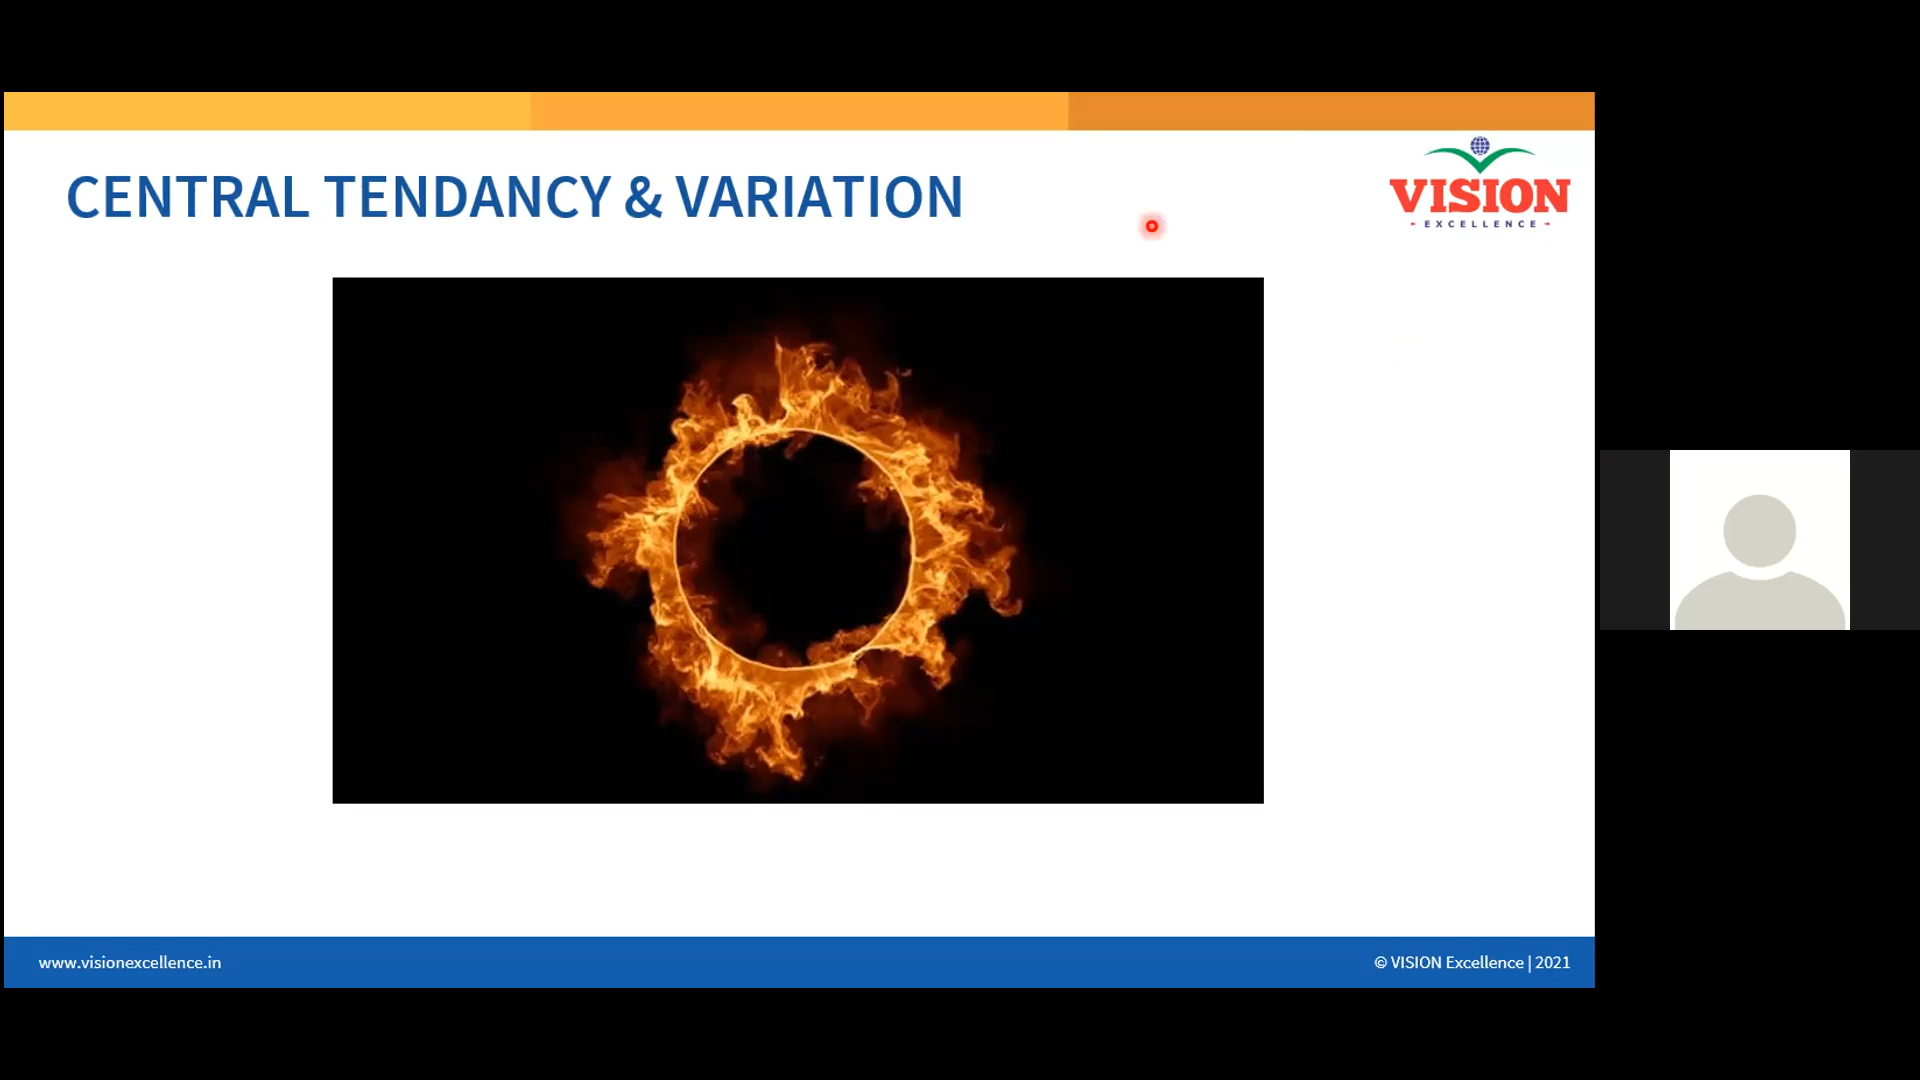 CENTRAL TENDANCY & VARIATION
VISION
EXCELLENCE
www.visionexcellence.in
© VISION Excellence | 2021